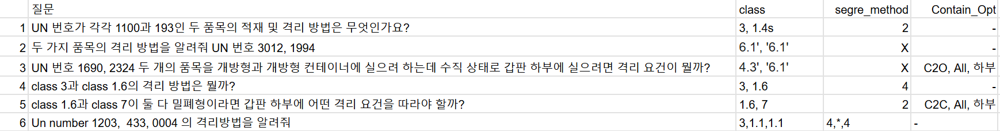 질문 class segre_method Contain_Opt
1 UN 번호가 각각 1100과 193인 두 품목의 적재 및 격리 방법은 무엇인가요? 3, 1.4s 2 -
2 두 가지 품목의 격리 방법을 알려줘 UN 번호 3012, 1994 6.1', '6.1' X -
3 UN 번호 1690, 2324 두 개의 품목을 개방형과 개방형 컨테이너에 실으려 하는데 수직 상태로 갑판 하부에 실으려면 격리 요건이 뭘까? 4.3', '6.1' X C2O, All, 하부
4 class 3과 class 1.6의 격리 방법은 뭘까? 3, 1.6 4 -
5 class 1.6과 class 7이 둘 다 밀폐형이라면 갑판 하부에 어떤 격리 요건을 따라야 할까? 1.6, 7 2 C2C, All, 하부
6 Un number 1203,  433, 0004 의 격리방법을 알려줘 3,1.1,1.1 4,*,4 -